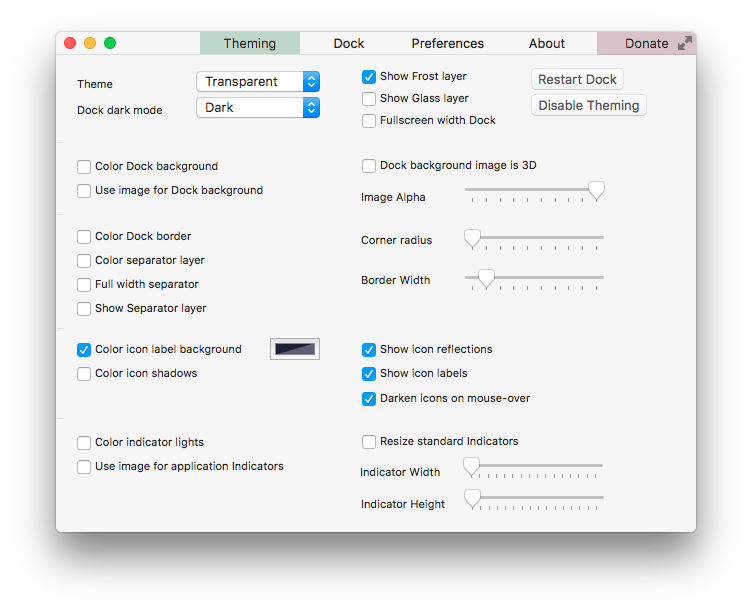 Theming Dock Preferences About Donate
Theme Transparent
Dock dark mode Dark
Show Frost layer
Show Glass layer
Fullscreen width Dock
Restart Dock
Disable Theming
Color Dock background
Use image for Dock background
Dock background image is 3D
Image Alpha
Color Dock border
Color separator layer
Full width separator
Show Separator layer
Corner radius
Border Width
Color icon label background
Color icon shadows
Show icon reflections
Show icon labels
Darken icons on mouse-over
Color indicator lights
Use image for application Indicators
Resize standard Indicators
Indicator Width
Indicator Height